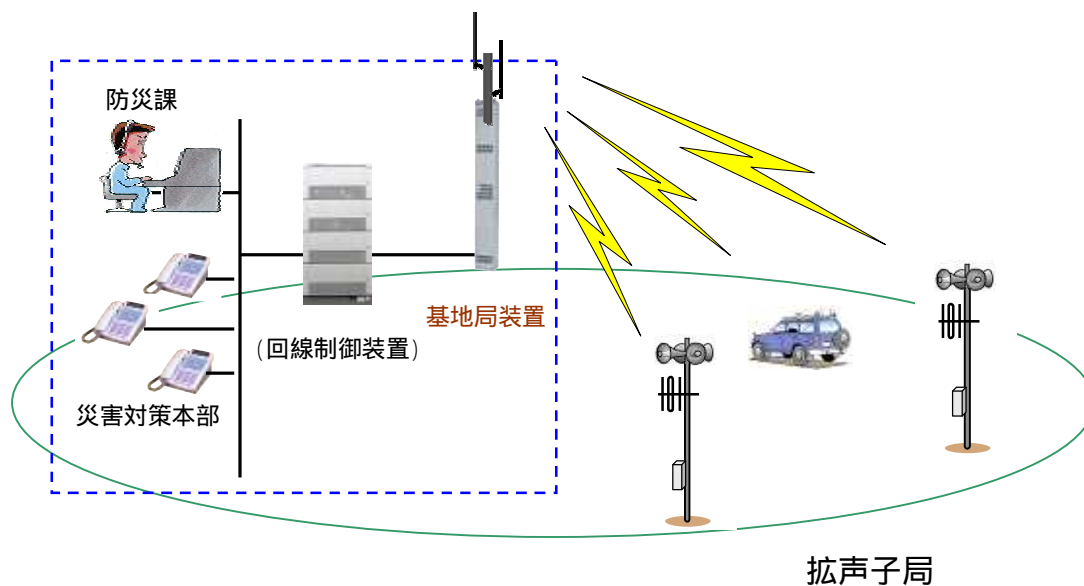 防災課
基地局装置
(回線制御装置)
災害対策本部
拡声子局